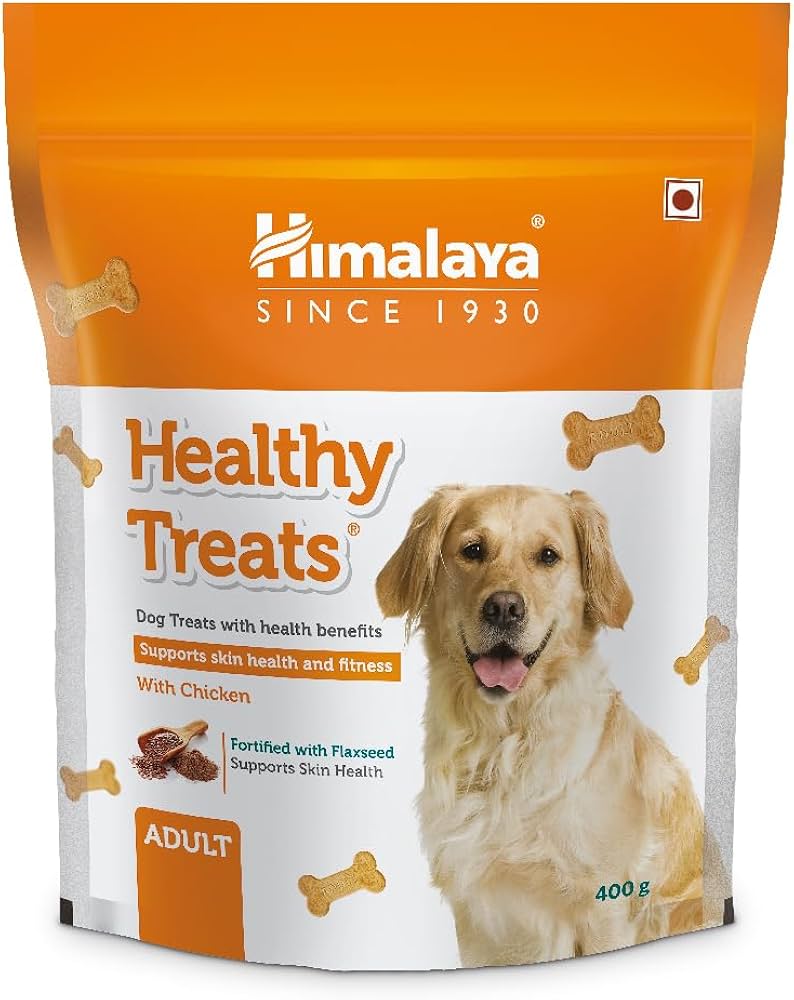 Himalaya®
SINCE 1930
Healthy
Treats®
Dog Treats with health benefits
Supports skin health and fitness
With Chicken
Fortified with Flaxseed
Supports Skin Health
ADULT
400 g